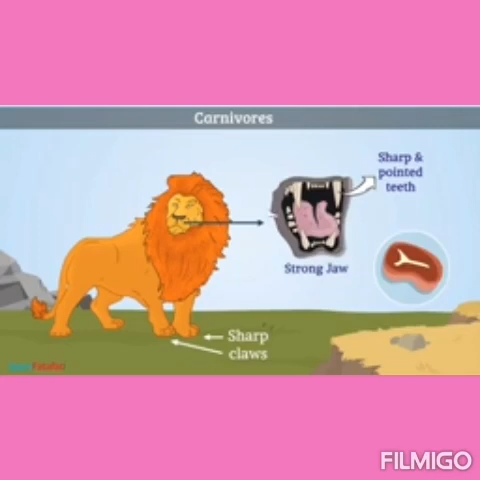 Carnivores
Sharp &
pointed
teeth
Strong Jaw
Sharp
claws
FILMIGO